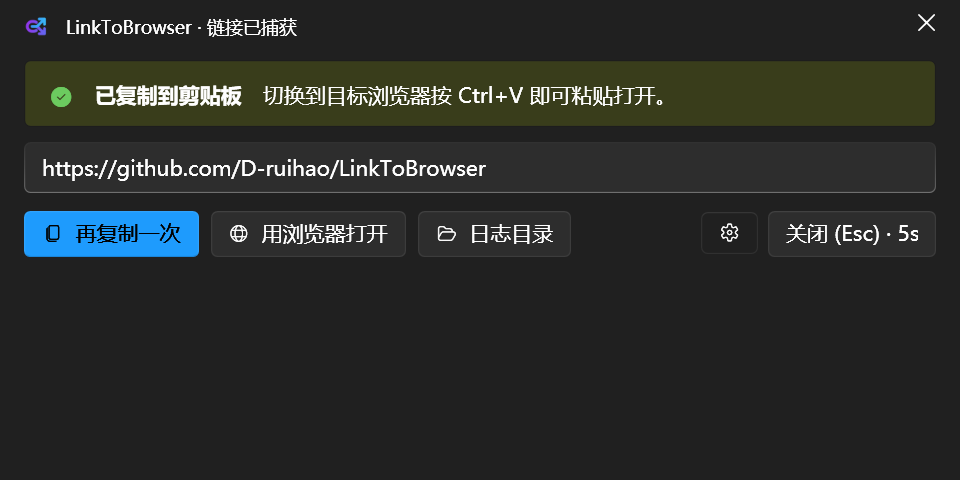 LinkToBrowser · 链接已捕获
已复制到剪贴板 切换到目标浏览器按 Ctrl+V 即可粘贴打开。
https://github.com/D-ruihao/LinkToBrowser
再复制一次 用浏览器打开 日志目录 关闭 (Esc) · 5s